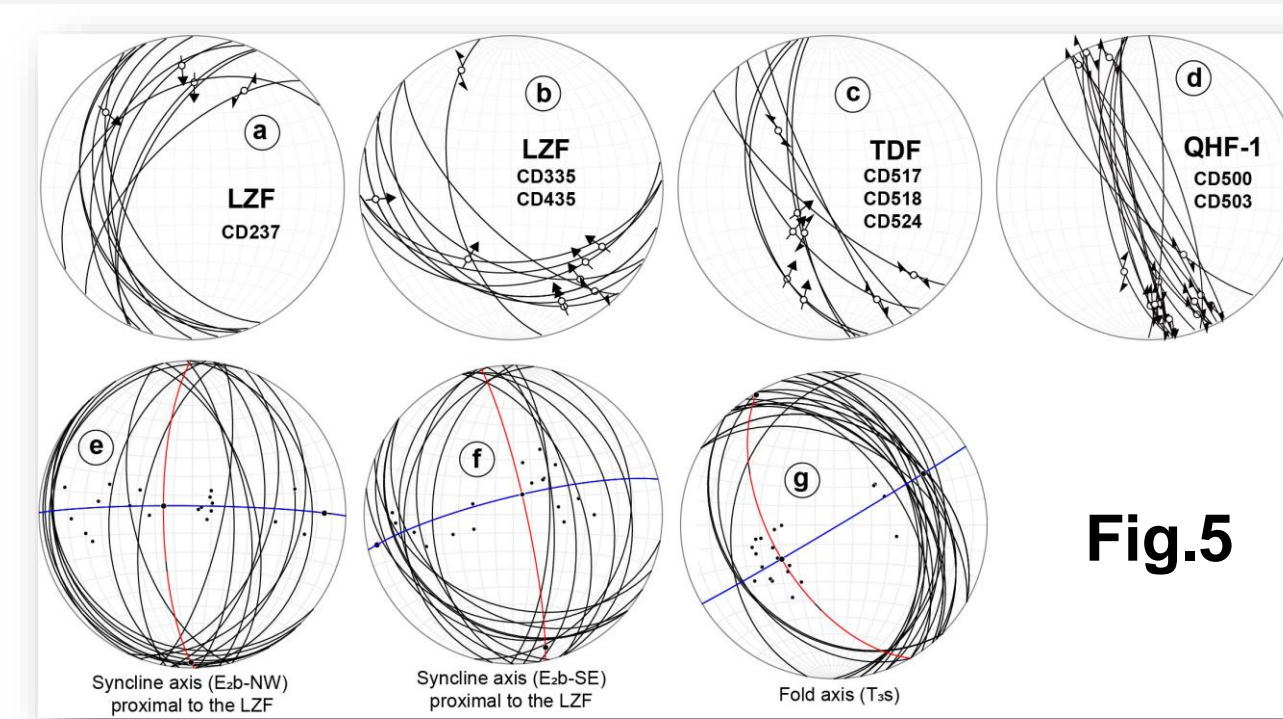 a
LZF
CD237
b
LZF
CD335
CD435
c
TDF
CD517
CD518
CD524
d
QHF-1
CD500
CD503
e
Syncline axis (E₂b-NW)
proximal to the LZF
f
Syncline axis (E₂b-SE)
proximal to the LZF
g
Fold axis (T₃s)
Fig.5